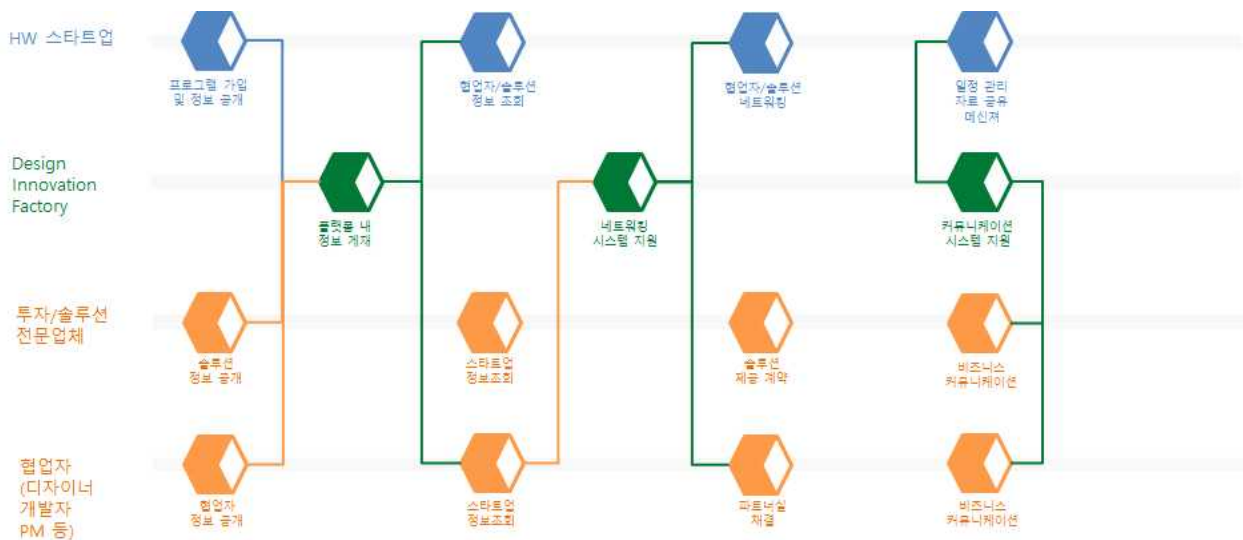 HW 스타트업
프로그램 가입
및 정보 공개
협업자/솔루션
정보 조회
협업자/솔루션
네트워킹
일정 관리
자료 공유
메신져
Design
Innovation
Factory
플랫폼 내
정보 게재
네트워킹
시스템 지원
커뮤니케이션
시스템 지원
투자/솔루션
전문업체
솔루션
정보 공개
스타트업
정보조회
솔루션
제공 계약
비즈니스
커뮤니케이션
협업자
(디자이너
개발자
PM 등)
협업자
정보 공개
스타트업
정보조회
파트너쉽
채결
비즈니스
커뮤니케이션